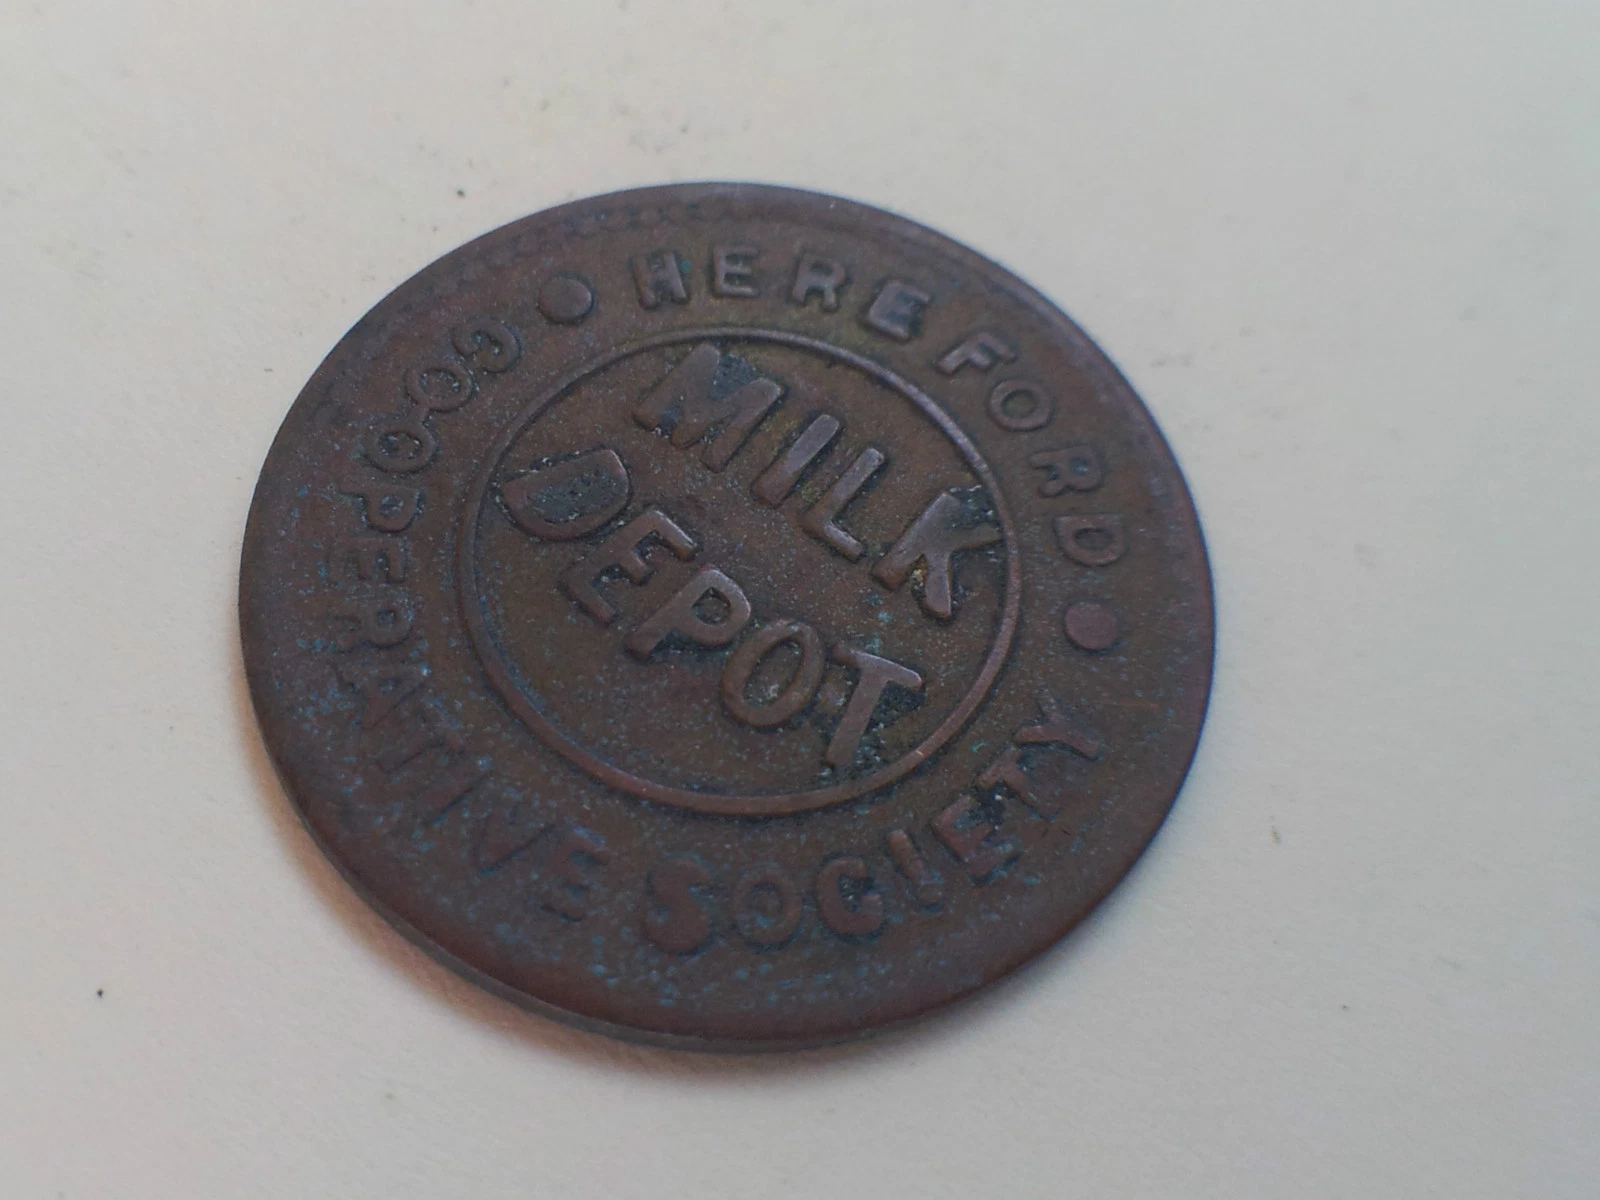 HEREFORD
CO-OPERATIVE SOCIETY
MILK
DEPOT